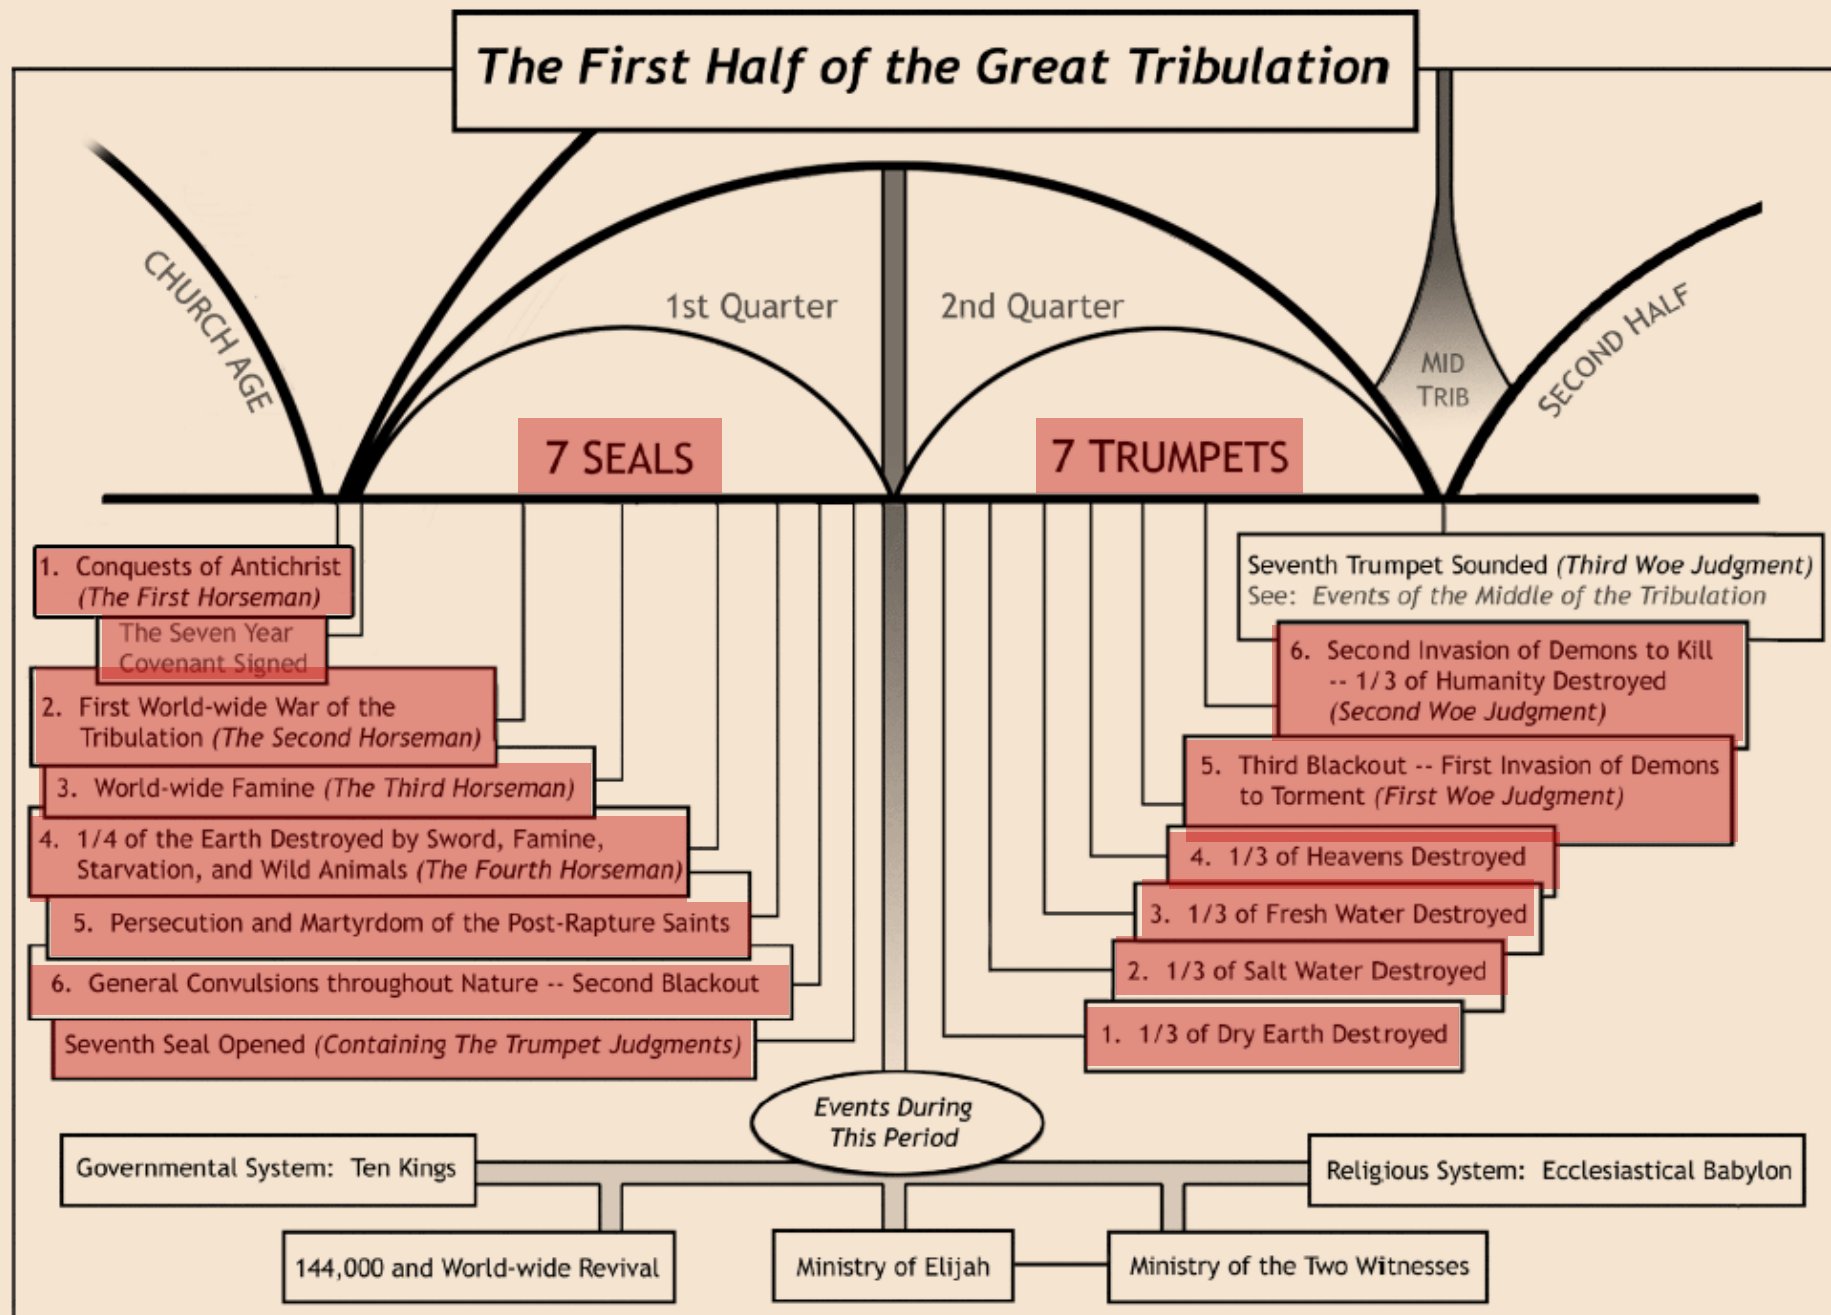 The First Half of the Great Tribulation
CHURCH AGE
1st Quarter
2nd Quarter
MID
TRIB
SECOND HALF
7 SEALS
7 TRUMPETS
1. Conquests of Antichrist
(The First Horseman)
The Seven Year
Covenant Signed
2. First World-wide War of the
Tribulation (The Second Horseman)
3. World-wide Famine (The Third Horseman)
4. 1/4 of the Earth Destroyed by Sword, Famine,
Starvation, and Wild Animals (The Fourth Horseman)
5. Persecution and Martyrdom of the Post-Rapture Saints
6. General Convulsions throughout Nature -- Second Blackout
Seventh Seal Opened (Containing The Trumpet Judgments)
Seventh Trumpet Sounded (Third Woe Judgment)
See: Events of the Middle of the Tribulation
6. Second Invasion of Demons to Kill
-- 1/3 of Humanity Destroyed
(Second Woe Judgment)
5. Third Blackout -- First Invasion of Demons
to Torment (First Woe Judgment)
4. 1/3 of Heavens Destroyed
3. 1/3 of Fresh Water Destroyed
2. 1/3 of Salt Water Destroyed
1. 1/3 of Dry Earth Destroyed
Events During
This Period
Governmental System: Ten Kings
Religious System: Ecclesiastical Babylon
144,000 and World-wide Revival
Ministry of Elijah
Ministry of the Two Witnesses